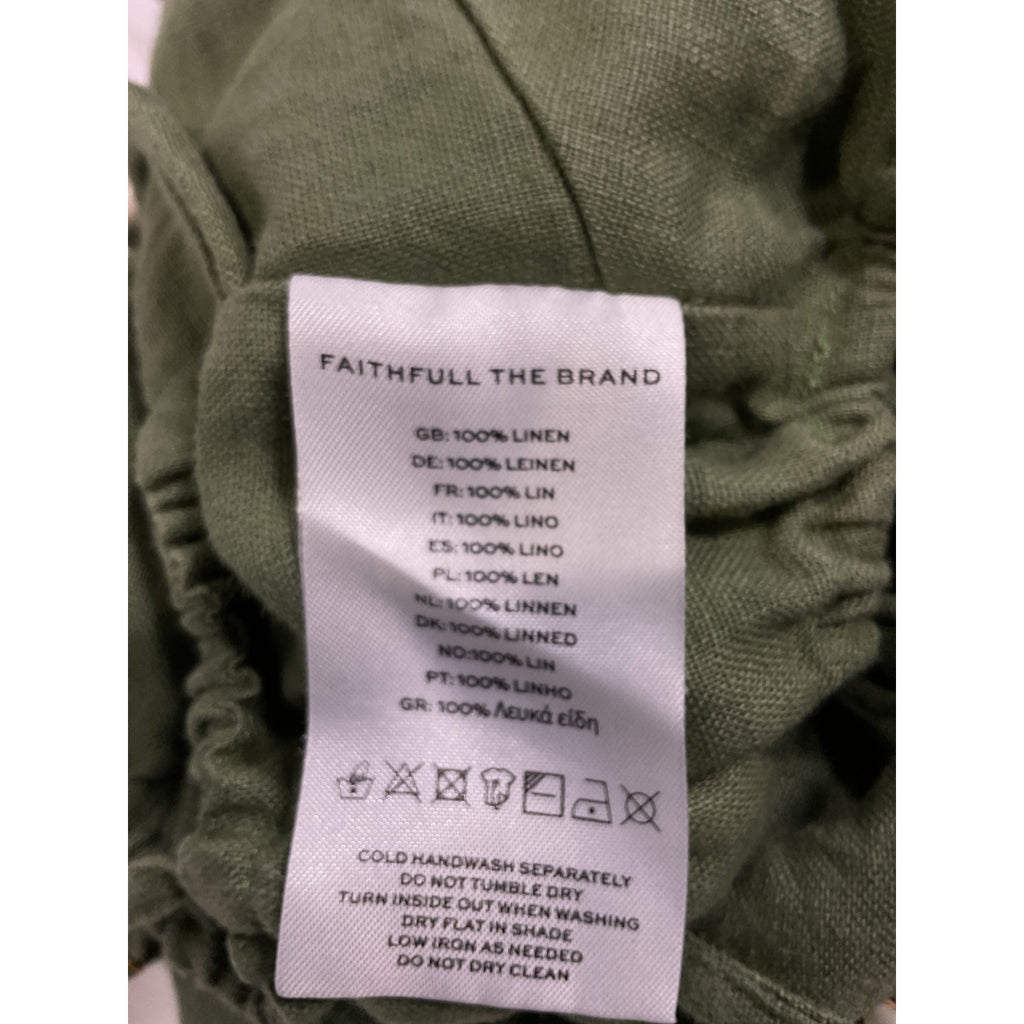 FAITHFULL THE BRAND
GB: 100% LINEN
DE: 100% LEINEN
FR: 100% LIN
IT: 100% LINO
ES: 100% LINO
PL: 100% LEN
NL: 100% LINNEN
DK: 100% LINNED
NO:100% LIN
PT: 100% LINHO
GR: 100% Λευκά είδη
COLD HANDWASH SEPARATELY
DO NOT TUMBLE DRY
TURN INSIDE OUT WHEN WASHING
DRY FLAT IN SHADE
LOW IRON AS NEEDED
DO NOT DRY CLEAN